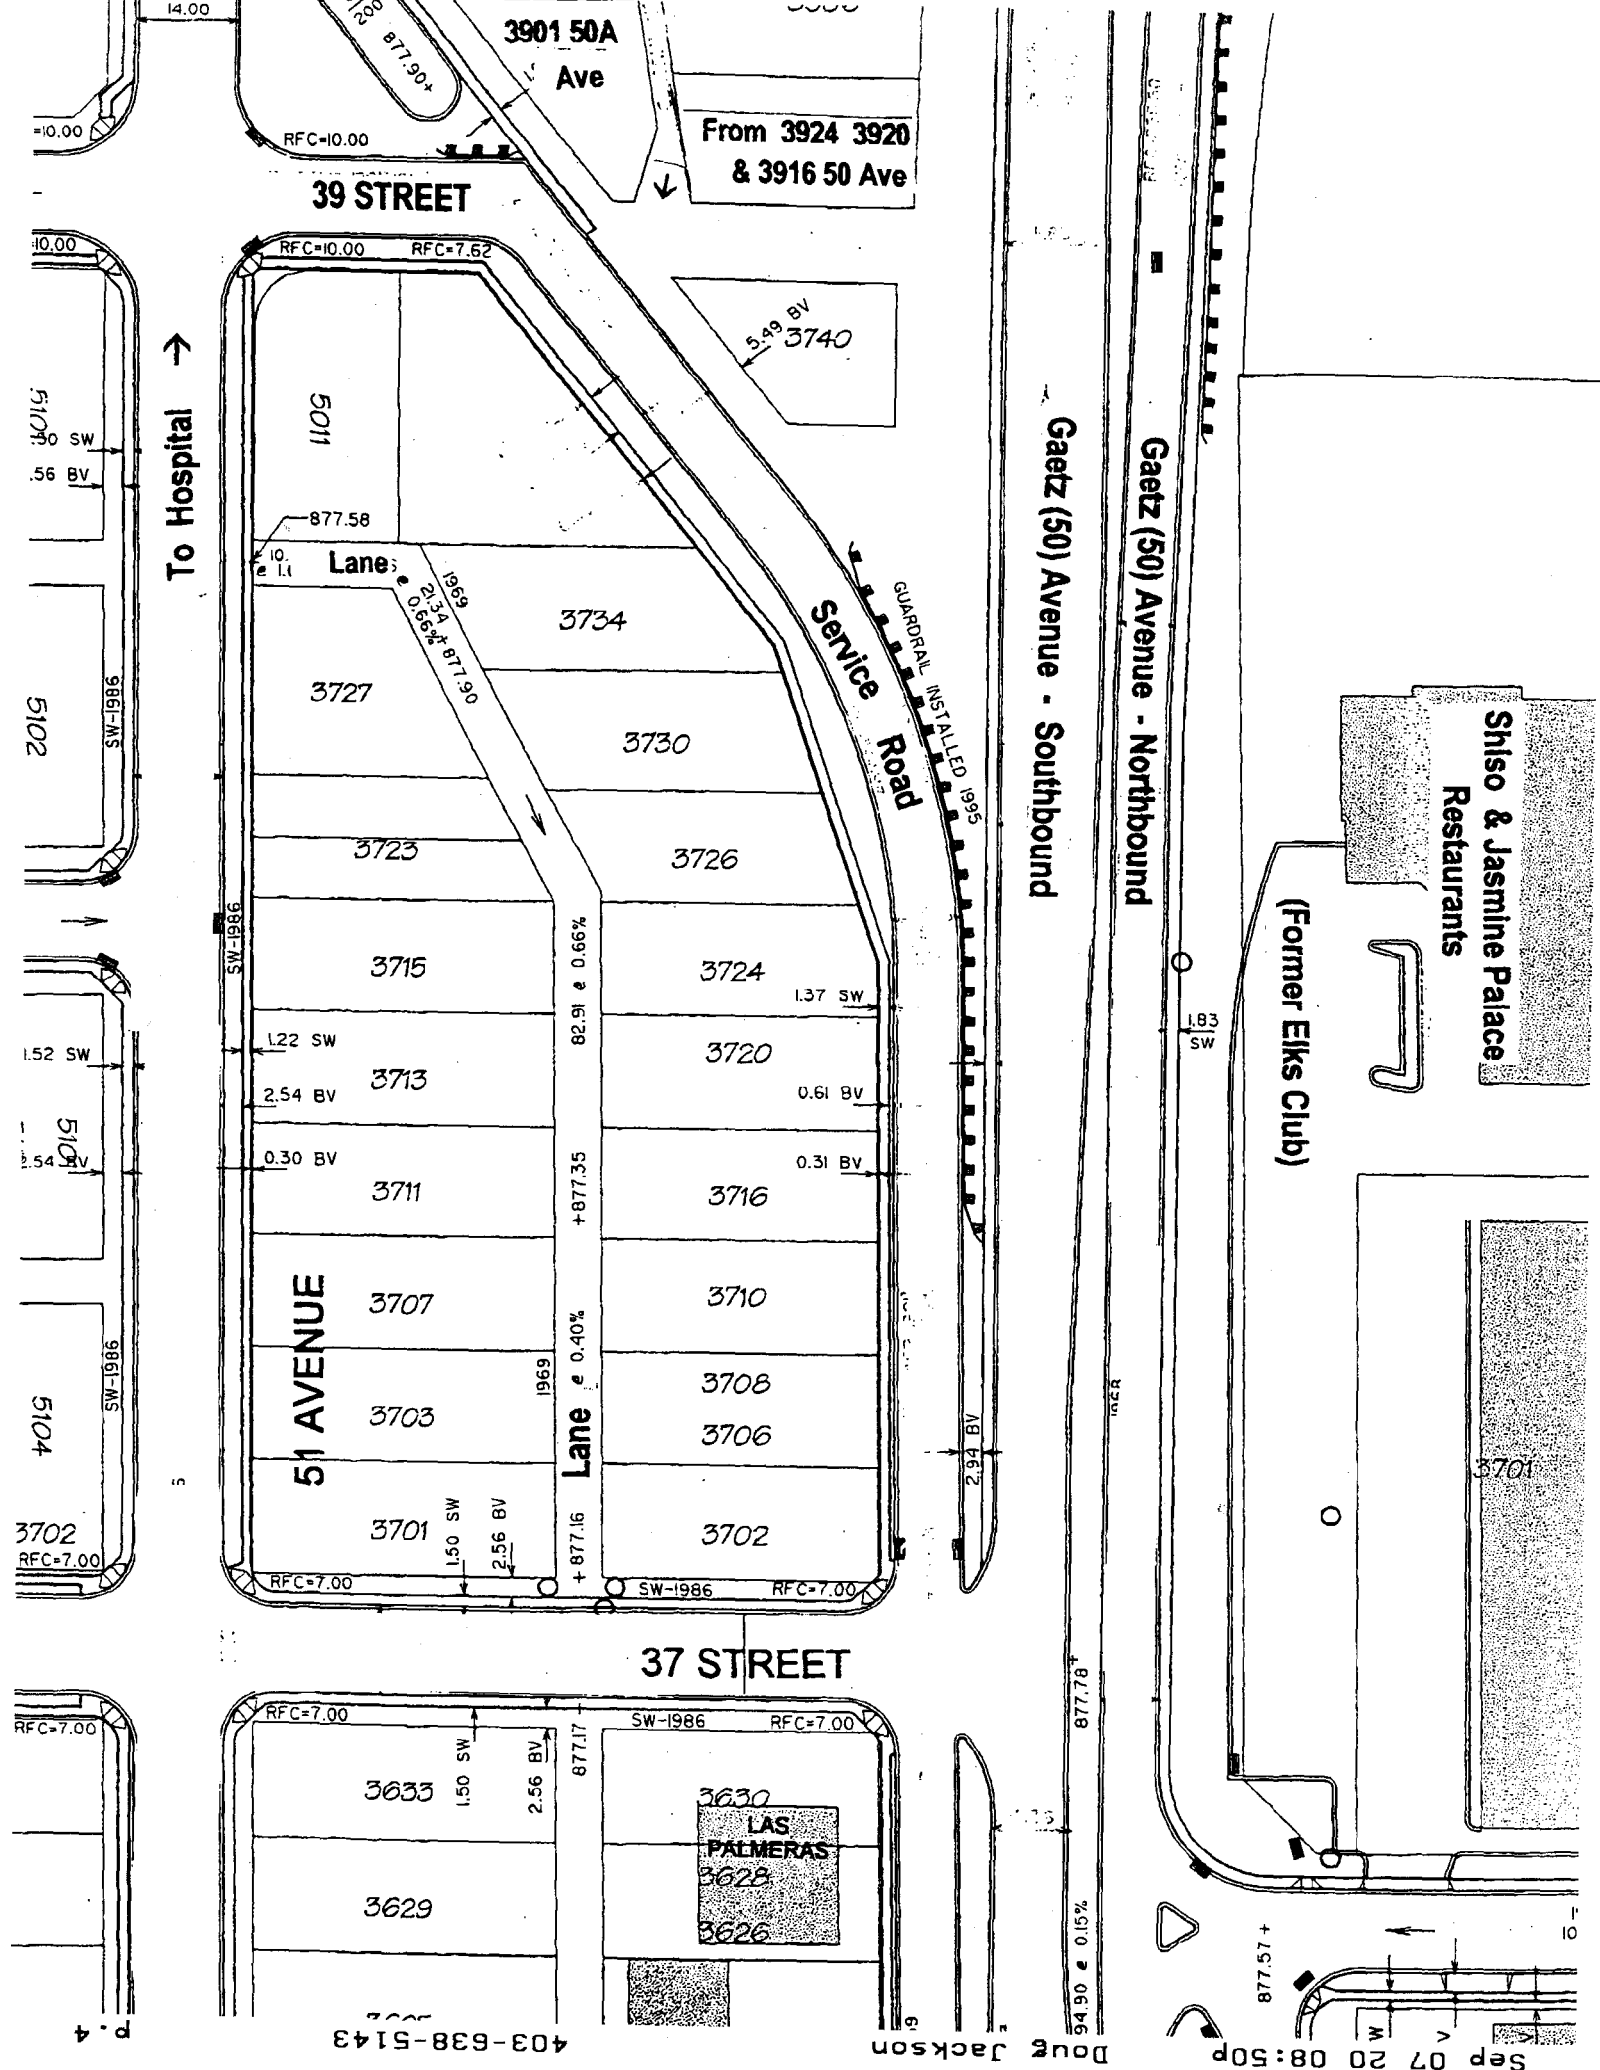 14.00
200
877.90+
3901 50A
Ave
=10.00
RFC=10.00
From 3924 3920
& 3916 50 Ave
39 STREET
10.00
RFC=10.00
RFC=7.62
5.49 BV
3740
To Hospital
5011
.56 BV
877.58
Lane
1969
21.34
0.66%
+877.90
3734
3727
3730
Service Road
GUARDRAIL INSTALLED 1995
Gaetz (50) Avenue - Southbound
Gaetz (50) Avenue - Northbound
Shiso & Jasmine Palace
Restaurants
(Former Elks Club)
5102
SW-1986
3723
3726
SW-1986
3715
82.91 @ 0.66%
3724
1.37 SW
1.83
SW
1.52 SW
1.22 SW
3713
3720
2.54 BV
0.61 BV
0.30 BV
3711
+877.35
3716
0.31 BV
51 AVENUE
3707
3710
SW-1986
5104
1969
Lane @ 0.40%
3703
3708
3706
2.94 BV
3701
3702
RFC=7.00
3701
1.50 SW
2.56 BV
+877.16
3702
RFC=7.00
SW-1986
RFC=7.00
37 STREET
877.78+
RFC=7.00
RFC=7.00
SW-1986
RFC=7.00
877.17
1.50 SW
2.56 BV
3633
3630
LAS
PALMERAS
3628
3629
3626
94.90 @ 0.15%
877.57 +
Sep 07 20 08:50p
Doug Jackson
403-638-5143
p.4